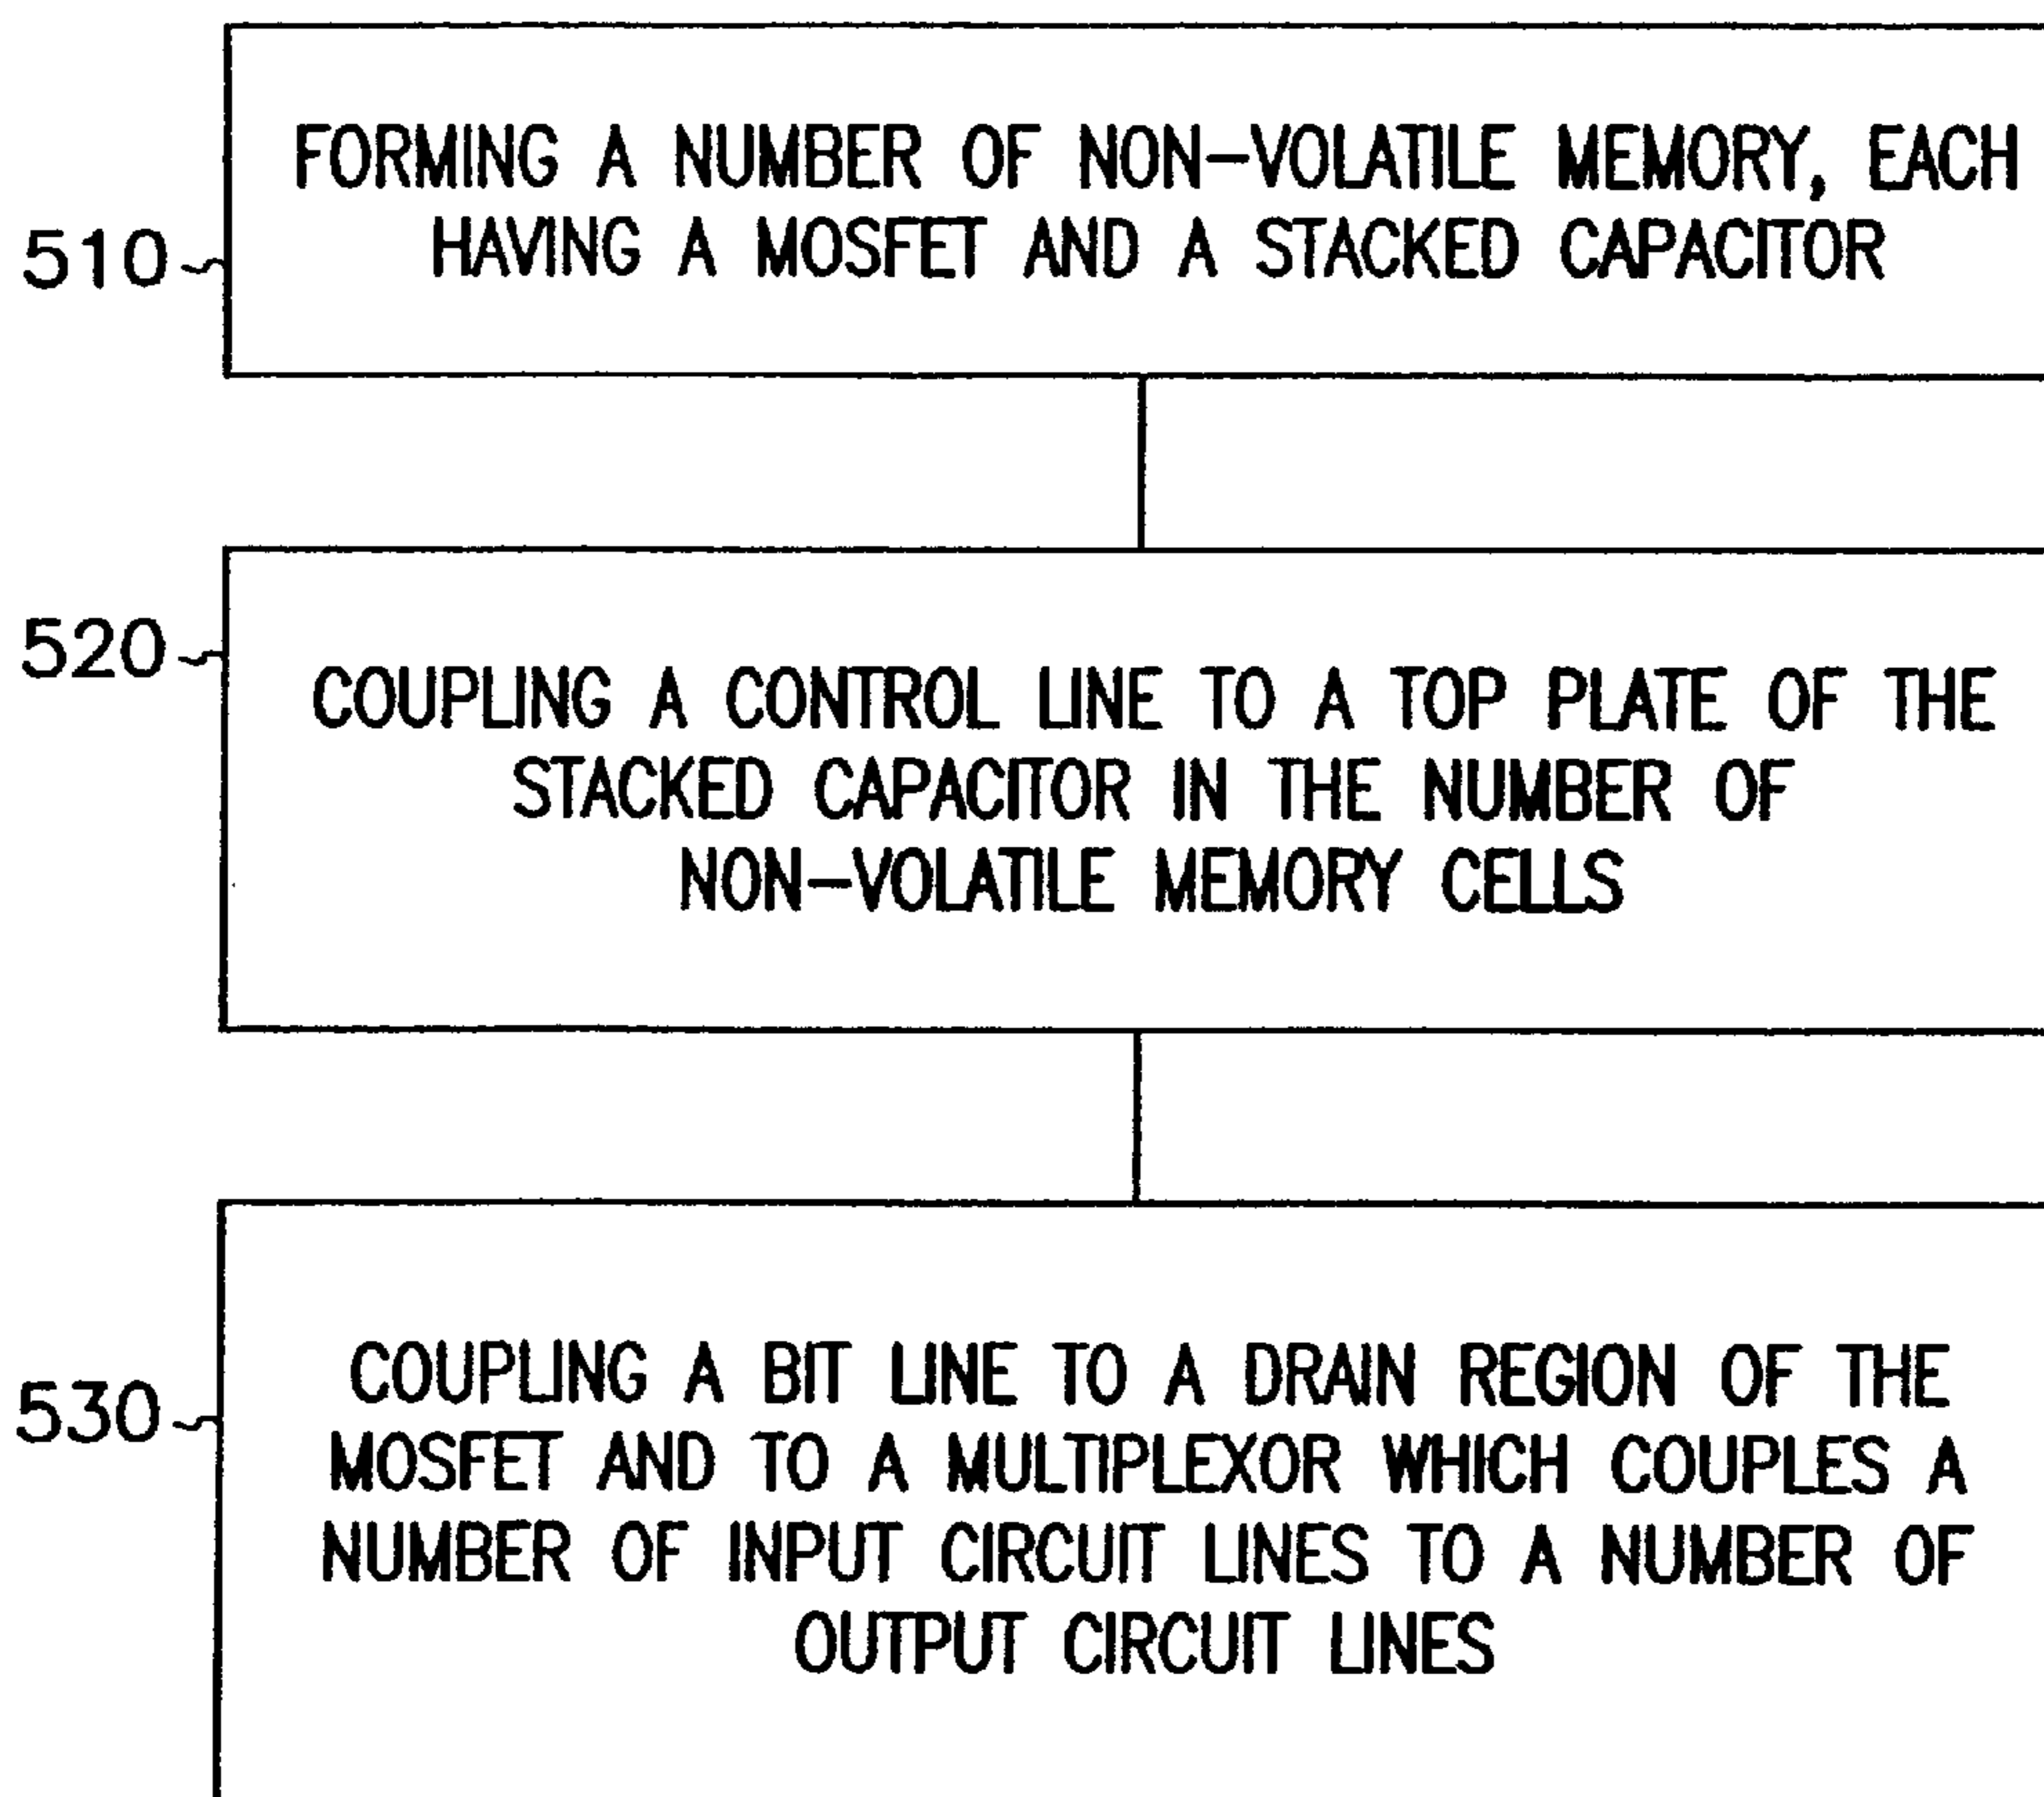 FORMING A NUMBER OF NON-VOLATILE MEMORY, EACH
HAVING A MOSFET AND A STACKED CAPACITOR
510
520
COUPLING A CONTROL LINE TO A TOP PLATE OF THE
STACKED CAPACITOR IN THE NUMBER OF
NON-VOLATILE MEMORY CELLS
530
COUPLING A BIT LINE TO A DRAIN REGION OF THE
MOSFET AND TO A MULTIPLEXOR WHICH COUPLES A
NUMBER OF INPUT CIRCUIT LINES TO A NUMBER OF
OUTPUT CIRCUIT LINES